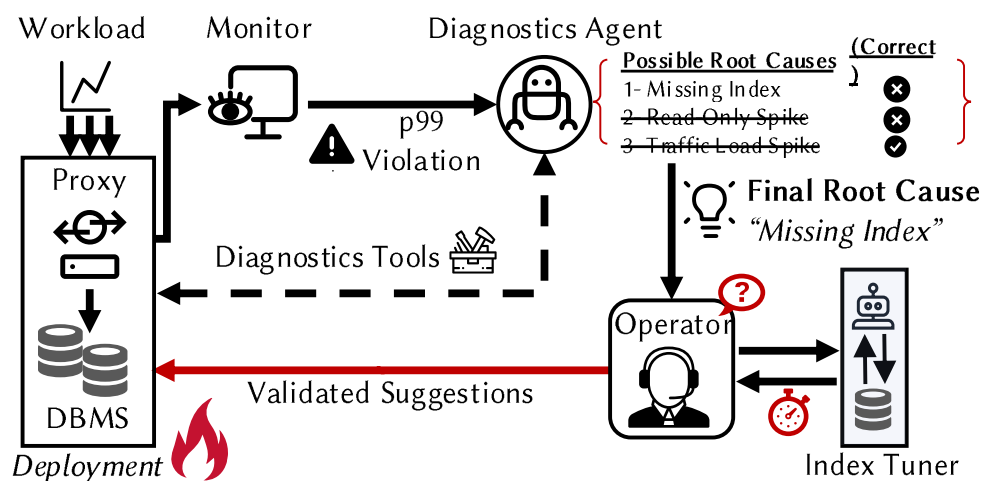 Workload
Monitor
Diagnostics Agent
Possible Root Causes
(Correct
)
1- Missing Index
2- Read Only Spike
3- Traffic Load Spike
p99
Violation
Proxy
Final Root Cause
“Missing Index”
Diagnostics Tools
?
Operator
Validated Suggestions
DBMS
Deployment
Index Tuner